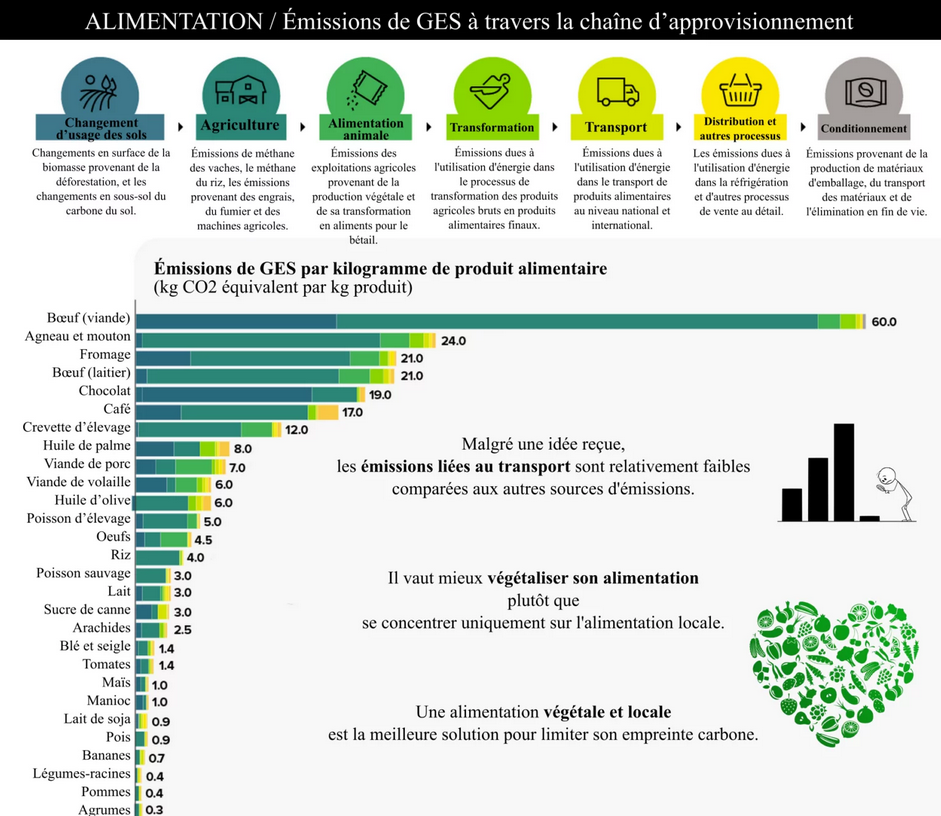 ALIMENTATION / Émissions de GES à travers la chaîne d’approvisionnement
Changement
d’usage des sols
Changements en surface de la
biomasse provenant de la
déforestation, et les
changements en sous-sol du
carbone du sol.
Agriculture
Émissions de méthane
des vaches, le méthane
du riz, les émissions
provenant des engrais,
du fumier et des
machines agricoles.
Alimentation
animale
Émissions des
exploitations agricoles
provenant de la
production végétale et
de sa transformation
en aliments pour le
bétail.
Transformation
Émissions dues à
l'utilisation d'énergie dans
le processus de
transformation des produits
agricoles bruts en produits
alimentaires finaux.
Transport
Émissions dues à
l'utilisation d'énergie
dans le transport de
produits alimentaires
au niveau national et
international.
Distribution et
autres processus
Les émissions dues à
l'utilisation d'énergie
dans la réfrigération
et d'autres processus
de vente au détail.
Conditionnement
Émissions provenant de la
production de matériaux
d'emballage, du transport
des matériaux et de
l'élimination en fin de vie.
Émissions de GES par kilogramme de produit alimentaire
(kg CO2 équivalent par kg produit)
Bœuf (viande) 60.0
Agneau et mouton 24.0
Fromage 21.0
Bœuf (laitier) 21.0
Chocolat 19.0
Café 17.0
Crevette d’élevage 12.0
Huile de palme 8.0
Viande de porc 7.0
Viande de volaille 6.0
Huile d’olive 6.0
Poisson d’élevage 5.0
Oeufs 4.5
Riz 4.0
Poisson sauvage 3.0
Lait 3.0
Sucre de canne 3.0
Arachides 2.5
Blé et seigle 1.4
Tomates 1.4
Maïs 1.0
Manioc 1.0
Lait de soja 0.9
Pois 0.9
Bananes 0.7
Légumes-racines 0.4
Pommes 0.4
Agrumes 0.3
Malgré une idée reçue,
les émissions liées au transport sont relativement faibles
comparées aux autres sources d'émissions.
Il vaut mieux végétaliser son alimentation
plutôt que
se concentrer uniquement sur l'alimentation locale.
Une alimentation végétale et locale
est la meilleure solution pour limiter son empreinte carbone.